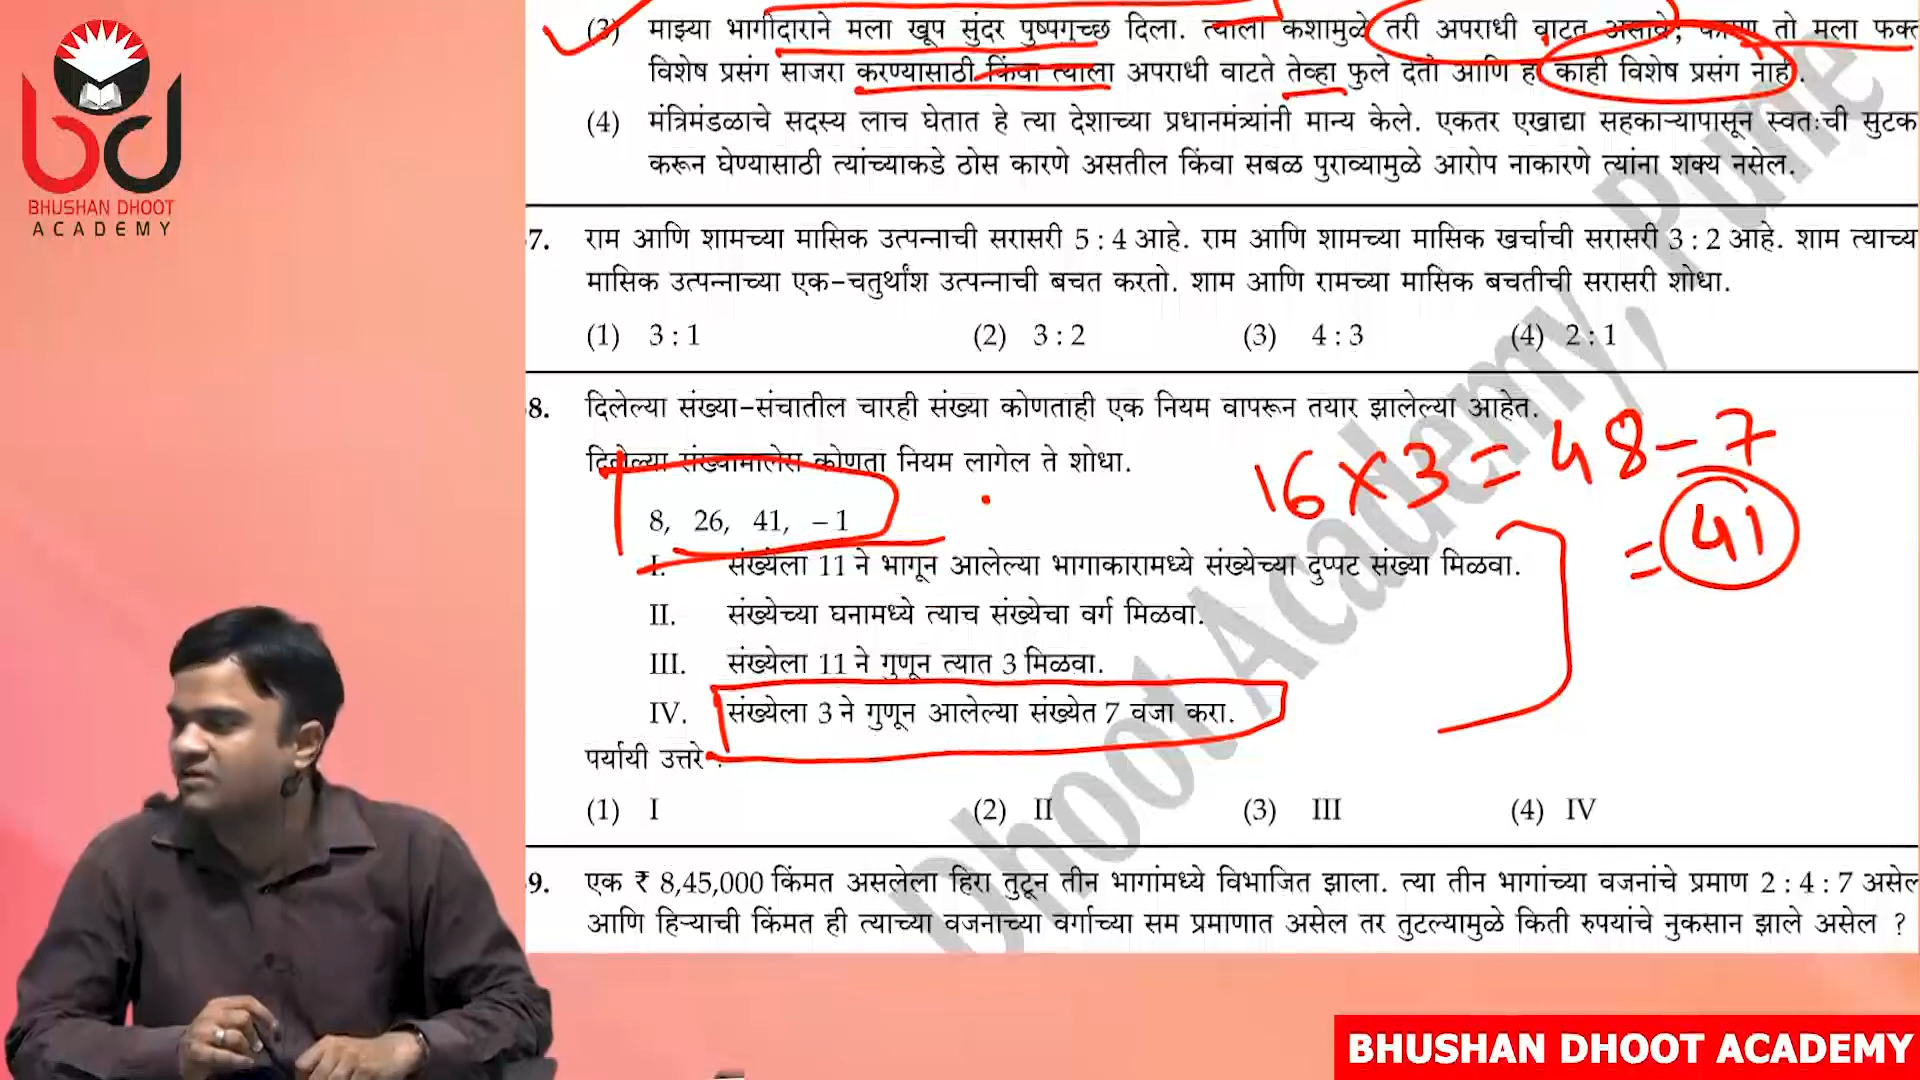 (3) माझ्या भागीदाराने मला खूप सुंदर पुष्पगुच्छ दिला. त्याला कशामुळे तरी अपराधी वाटत असावे, कारण तो मला फक्त
विशेष प्रसंग साजरा करण्यासाठी किंवा त्याला अपराधी वाटते तेव्हा फुले देतो आणि हा काही विशेष प्रसंग नाही.
(4) मंत्रिमंडळाचे सदस्य लाच घेतात हे त्या देशाच्या प्रधानमंत्र्यांनी मान्य केले. एकतर एखाद्या सहकाऱ्यापासून स्वतःची सुटका
करून घेण्यासाठी त्यांच्याकडे ठोस कारणे असतील किंवा सबळ पुराव्यामुळे आरोप नाकारणे त्यांना शक्य नसेल.
bd
BHUSHAN DHOOT
ACADEMY
7. राम आणि शामच्या मासिक उत्पन्नाची सरासरी 5 : 4 आहे. राम आणि शामच्या मासिक खर्चाची सरासरी 3 : 2 आहे. शाम त्याच्या
मासिक उत्पन्नाच्या एक-चतुर्थांश उत्पन्नाची बचत करतो. शाम आणि रामच्या मासिक बचतीची सरासरी शोधा.
(1) 3 : 1 (2) 3 : 2 (3) 4 : 3 (4) 2 : 1
8. दिलेल्या संख्या-संचातील चारही संख्या कोणताही एक नियम वापरून तयार झालेल्या आहेत.
दिलेल्या संख्यामालेस कोणता नियम लागेल ते शोधा.
16 × 3 = 48 - 7
8, 26, 41, – 1
= 41
I. संख्येला 11 ने भागून आलेल्या भागाकारामध्ये संख्येच्या दुप्पट संख्या मिळवा.
II. संख्येच्या घनामध्ये त्याच संख्येचा वर्ग मिळवा.
III. संख्येला 11 ने गुणून त्यात 3 मिळवा.
IV. संख्येला 3 ने गुणून आलेल्या संख्येत 7 वजा करा.
पर्यायी उत्तरे :
(1) I (2) II (3) III (4) IV
9. एक ₹ 8,45,000 किंमत असलेला हिरा तुटून तीन भागांमध्ये विभाजित झाला. त्या तीन भागांच्या वजनांचे प्रमाण 2 : 4 : 7 असेल
आणि हिऱ्याची किंमत ही त्याच्या वजनाच्या वर्गाच्या सम प्रमाणात असेल तर तुटल्यामुळे किती रुपयांचे नुकसान झाले असेल ?
Dhoot Academy, Pune
BHUSHAN DHOOT ACADEMY